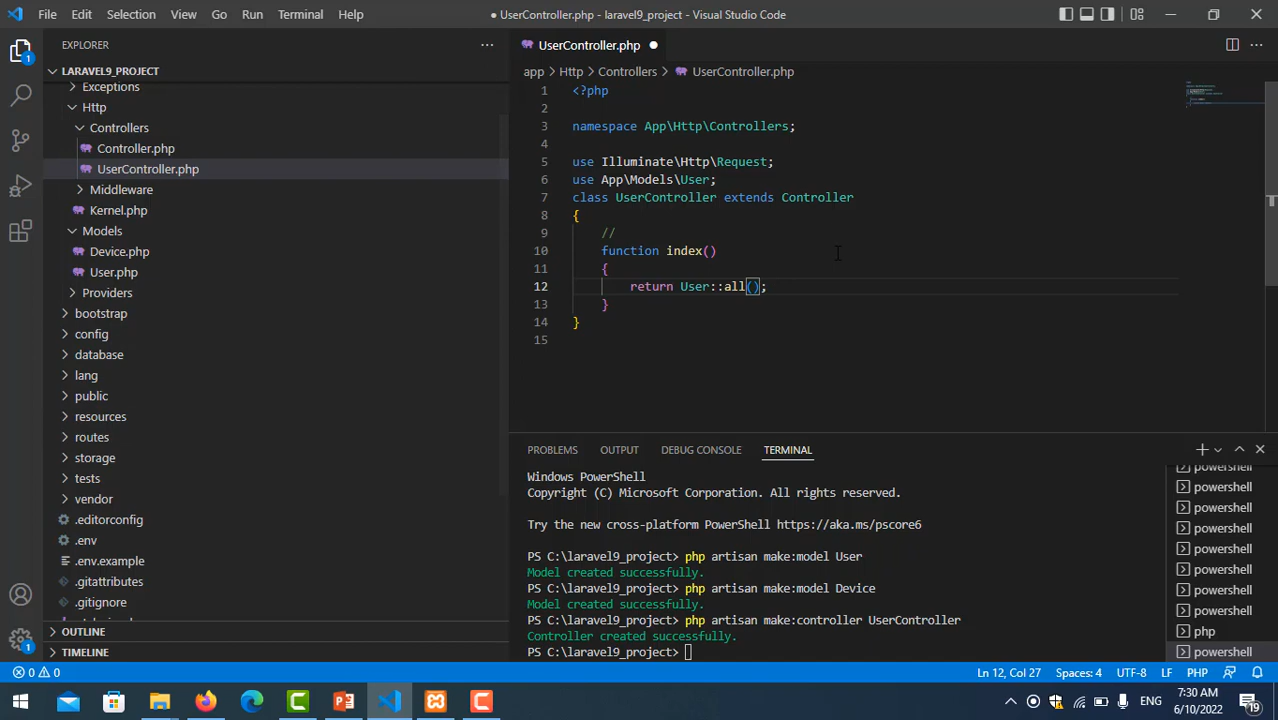 File Edit Selection View Go Run Terminal Help
● UserController.php - laravel9_project - Visual Studio Code
1
EXPLORER
LARAVEL9_PROJECT
Exceptions
Http
Controllers
Controller.php
UserController.php
Middleware
Kernel.php
Models
Device.php
User.php
Providers
bootstrap
config
database
lang
public
resources
routes
storage
tests
vendor
.editorconfig
.env
.env.example
.gitattributes
.gitignore
OUTLINE
TIMELINE
1
UserController.php ●
app > Http > Controllers > UserController.php
1 <?php
2
3 namespace App\Http\Controllers;
4
5 use Illuminate\Http\Request;
6 use App\Models\User;
7 class UserController extends Controller
8 {
9 //
10 function index()
11 {
12 return User::all();
13 }
14 }
15
PROBLEMS OUTPUT DEBUG CONSOLE TERMINAL
Windows PowerShell
Copyright (C) Microsoft Corporation. All rights reserved.
Try the new cross-platform PowerShell https://aka.ms/pscore6
PS C:\laravel9_project> php artisan make:model User
Model created successfully.
PS C:\laravel9_project> php artisan make:model Device
Model created successfully.
PS C:\laravel9_project> php artisan make:controller UserController
Controller created successfully.
PS C:\laravel9_project>
powershell
powershell
powershell
powershell
powershell
powershell
powershell
powershell
php
powershell
0 0
Ln 12, Col 27 Spaces: 4 UTF-8 LF PHP
ENG
7:30 AM
6/10/2022
19